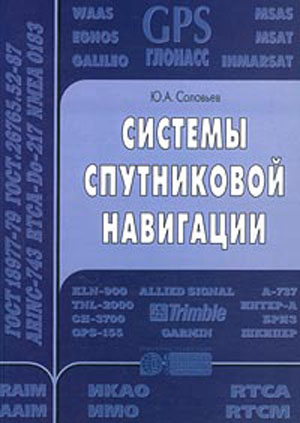 WAAS GPS MSAS
EGNOS ГЛОНАСС MSAT
GALILEO INMARSAT
Ю.А. Соловьев
СИСТЕМЫ
СПУТНИКОВОЙ
НАВИГАЦИИ
ГОСТ 18977-79 ГОСТ.26765.52-87
ARINC-743 RTCA-Do-217 NMEA 0183
KLN-900 ALLIED SIGNAL A-737
TNL-2000 Trimble ИНТЕР-А
GH-3700 БРИЗ
GPS-155 GARMIN ШКИПЕР
RAIM ИКАО RTCA
AAIM ИМО RTCM